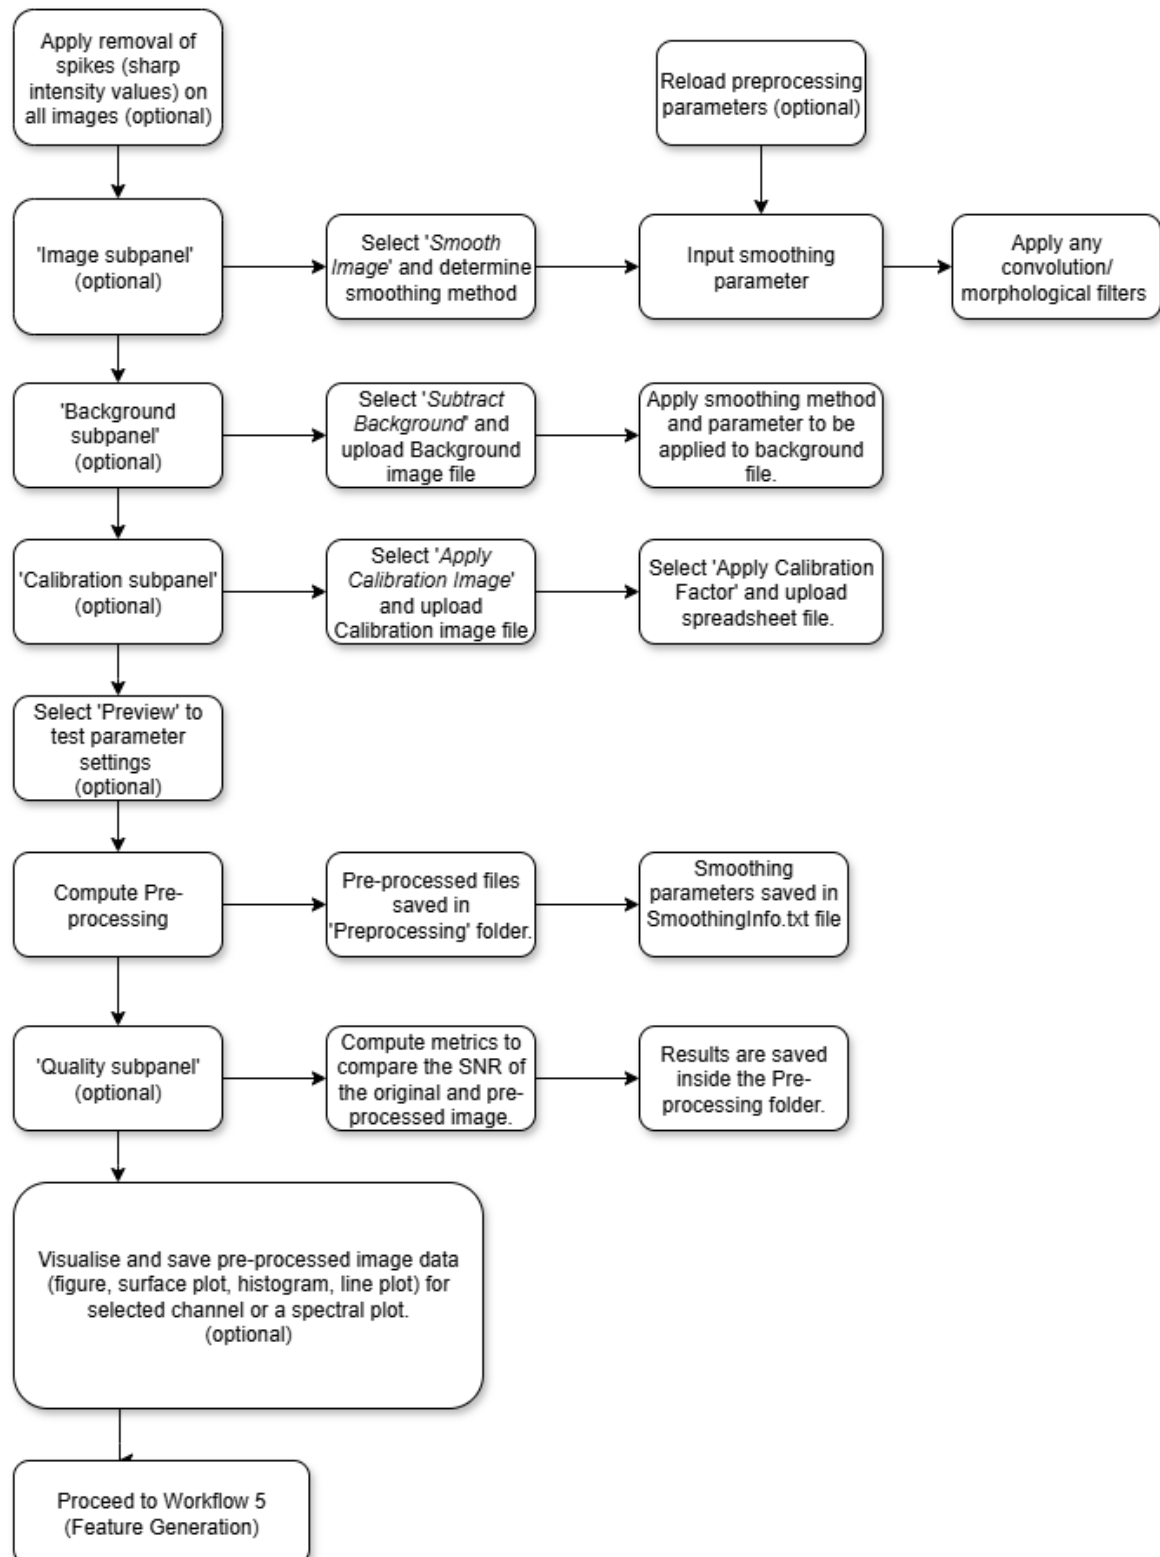 Apply removal of
spikes (sharp
intensity values) on
all images (optional)
Reload preprocessing
parameters (optional)
'Image subpanel'
(optional)
Select 'Smooth
Image' and determine
smoothing method
Input smoothing
parameter
Apply any
convolution/
morphological filters
'Background
subpanel'
(optional)
Select 'Subtract
Background' and
upload Background
image file
Apply smoothing method
and parameter to be
applied to background
file.
'Calibration subpanel'
(optional)
Select 'Apply
Calibration Image'
and upload
Calibration image file
Select 'Apply Calibration
Factor' and upload
spreadsheet file.
Select 'Preview' to
test parameter
settings
(optional)
Compute Pre-
processing
Pre-processed files
saved in
'Preprocessing' folder.
Smoothing
parameters saved in
SmoothingInfo.txt file
'Quality subpanel'
(optional)
Compute metrics to
compare the SNR of
the original and pre-
processed image.
Results are saved
inside the Pre-
processing folder.
Visualise and save pre-processed image data
(figure, surface plot, histogram, line plot) for
selected channel or a spectral plot.
(optional)
Proceed to Workflow 5
(Feature Generation)